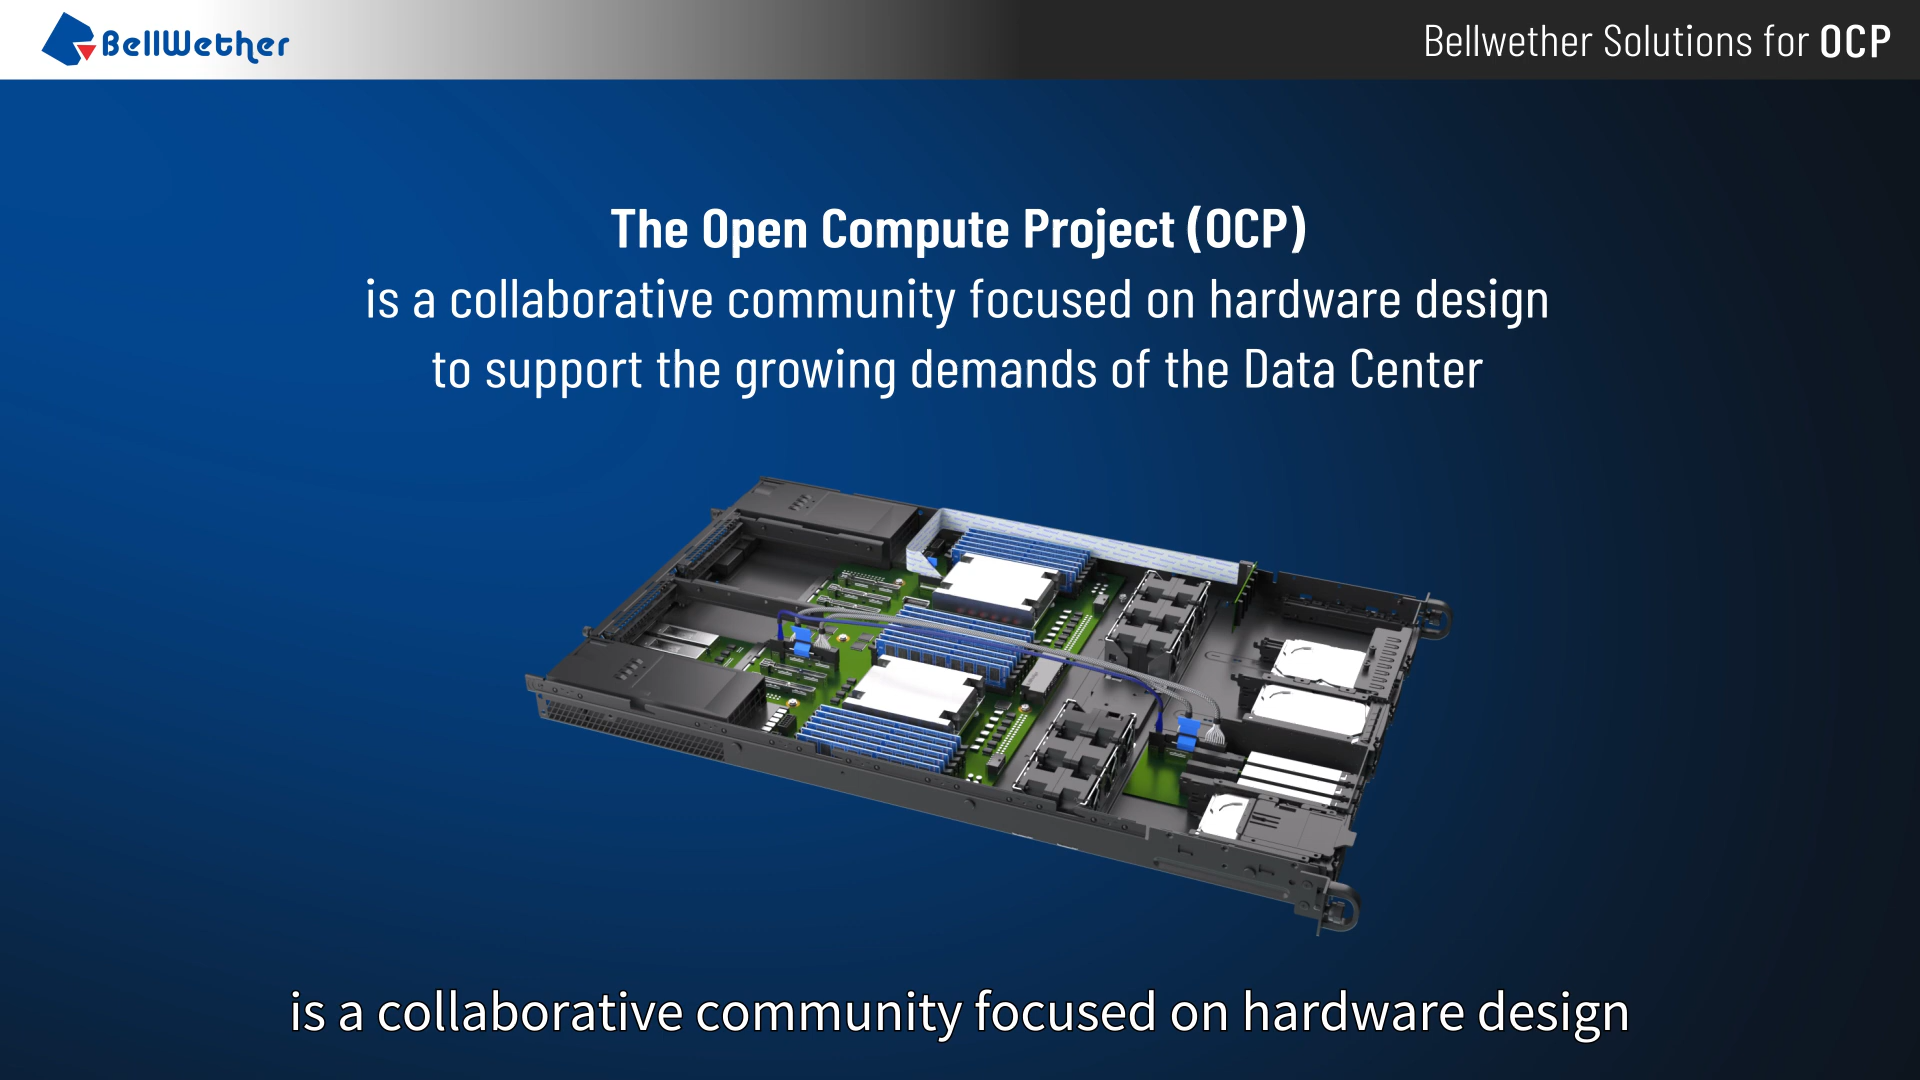 BellWether
Bellwether Solutions for OCP
The Open Compute Project (OCP)
is a collaborative community focused on hardware design
to support the growing demands of the Data Center
is a collaborative community focused on hardware design